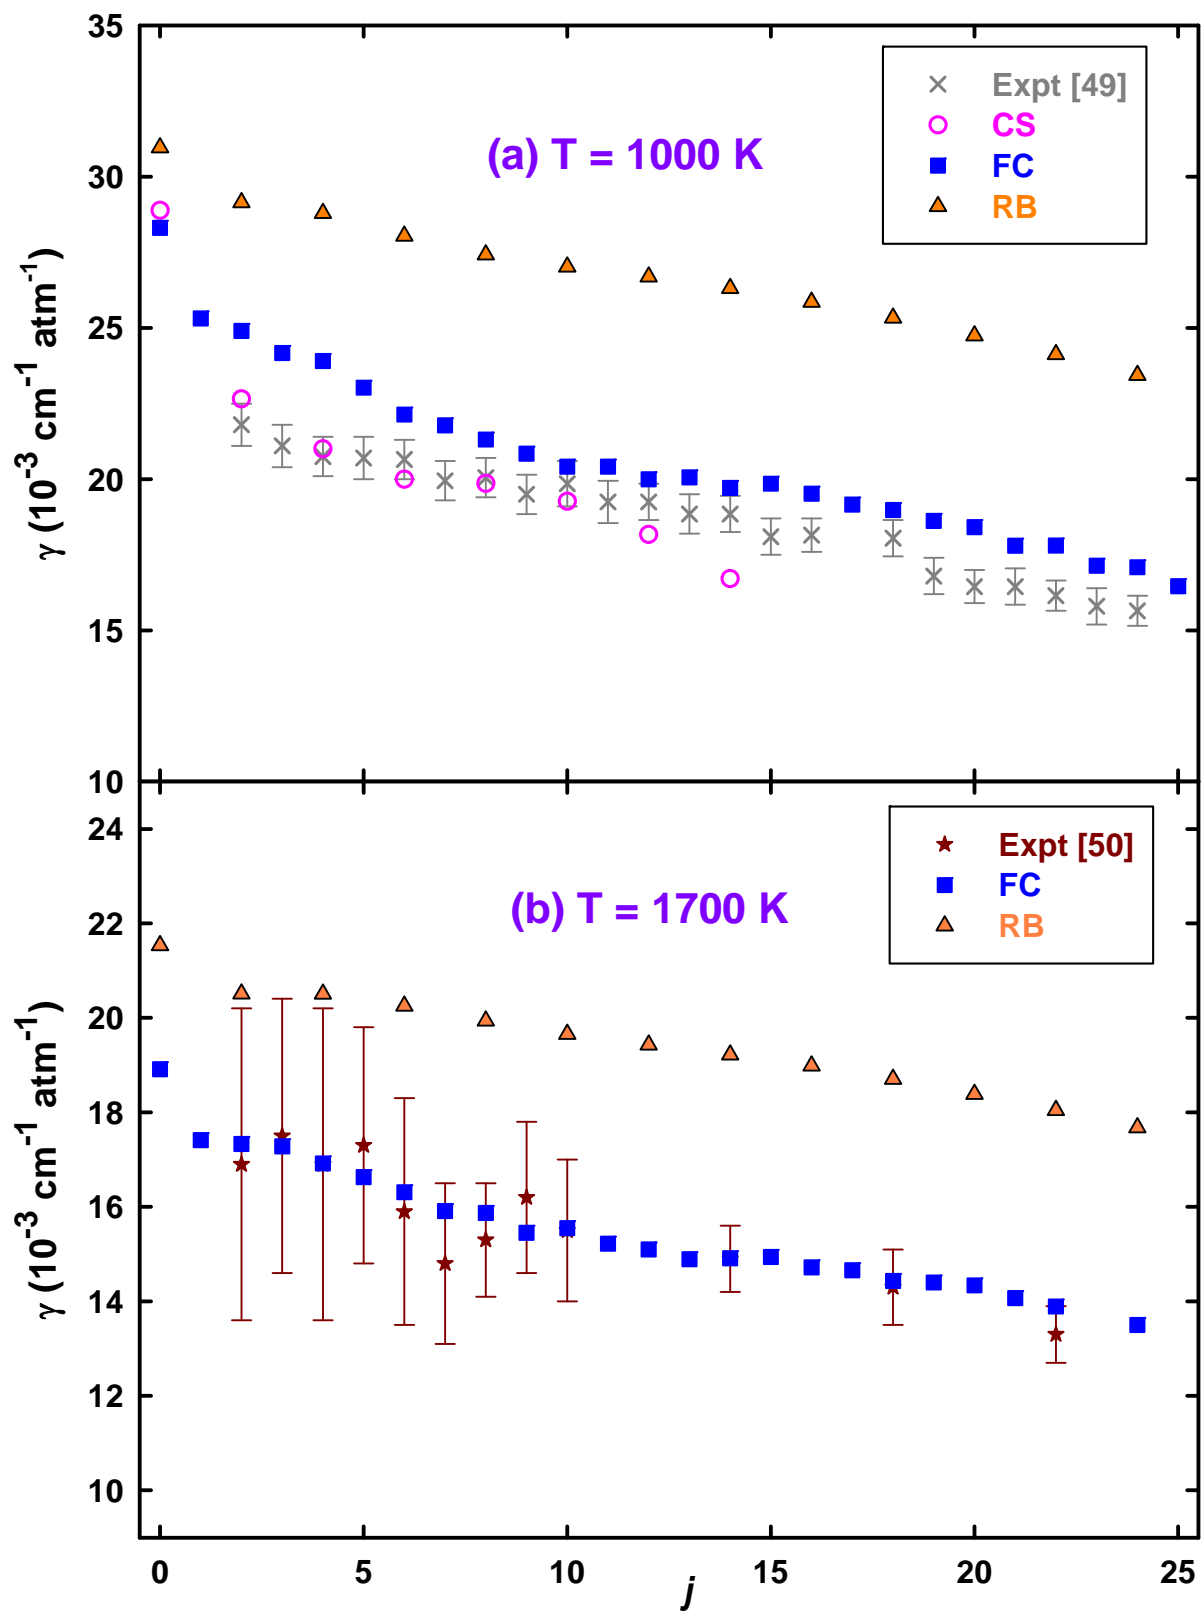 35
30
25
20
15
10
γ (10⁻³ cm⁻¹ atm⁻¹)
(a) T = 1000 K
Expt [49]
CS
FC
RB
24
22
20
18
16
14
12
10
γ (10⁻³ cm⁻¹ atm⁻¹)
(b) T = 1700 K
Expt [50]
FC
RB
0 5 10 15 20 25
j